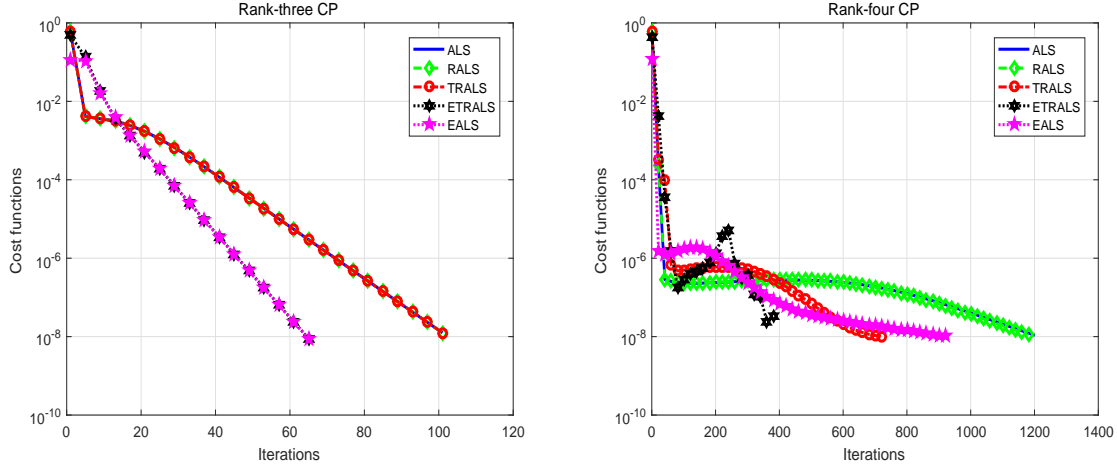 Rank-three CP
Cost functions
10^0
10^-2
10^-4
10^-6
10^-8
10^-10
0 20 40 60 80 100 120
Iterations
ALS
RALS
TRALS
ETRALS
EALS
Rank-four CP
Cost functions
10^0
10^-2
10^-4
10^-6
10^-8
10^-10
0 200 400 600 800 1000 1200 1400
Iterations
ALS
RALS
TRALS
ETRALS
EALS